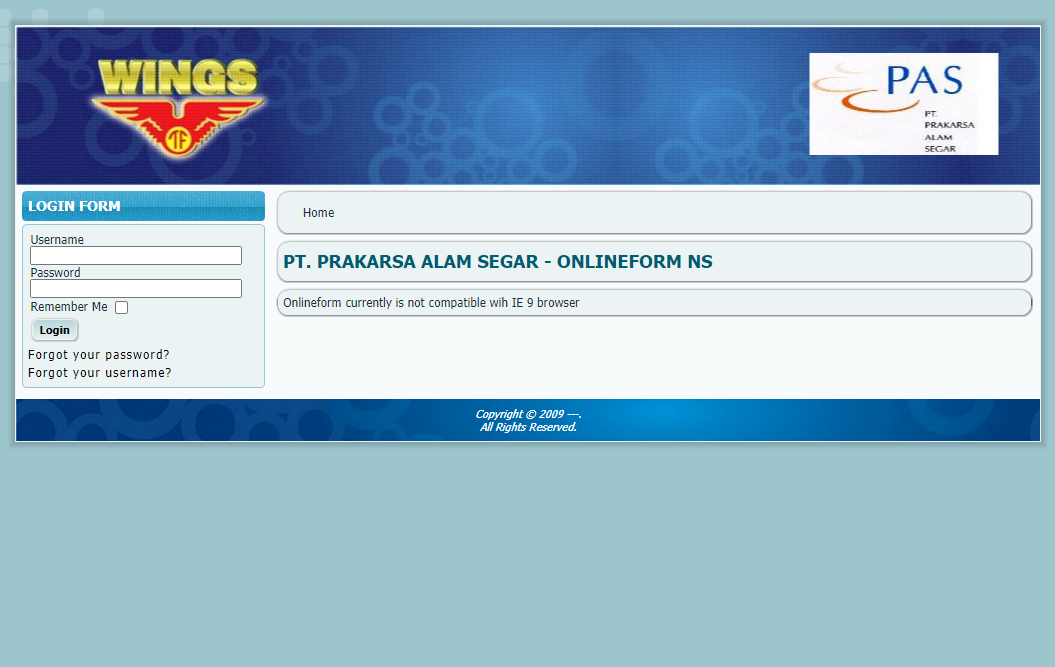 WINGS
TF
PAS
PT.
PRAKARSA
ALAM
SEGAR
LOGIN FORM
Username
Password
Remember Me
Login
Forgot your password?
Forgot your username?
Home
PT. PRAKARSA ALAM SEGAR - ONLINEFORM NS
Onlineform currently is not compatible wih IE 9 browser
Copyright © 2009 ---.
All Rights Reserved.